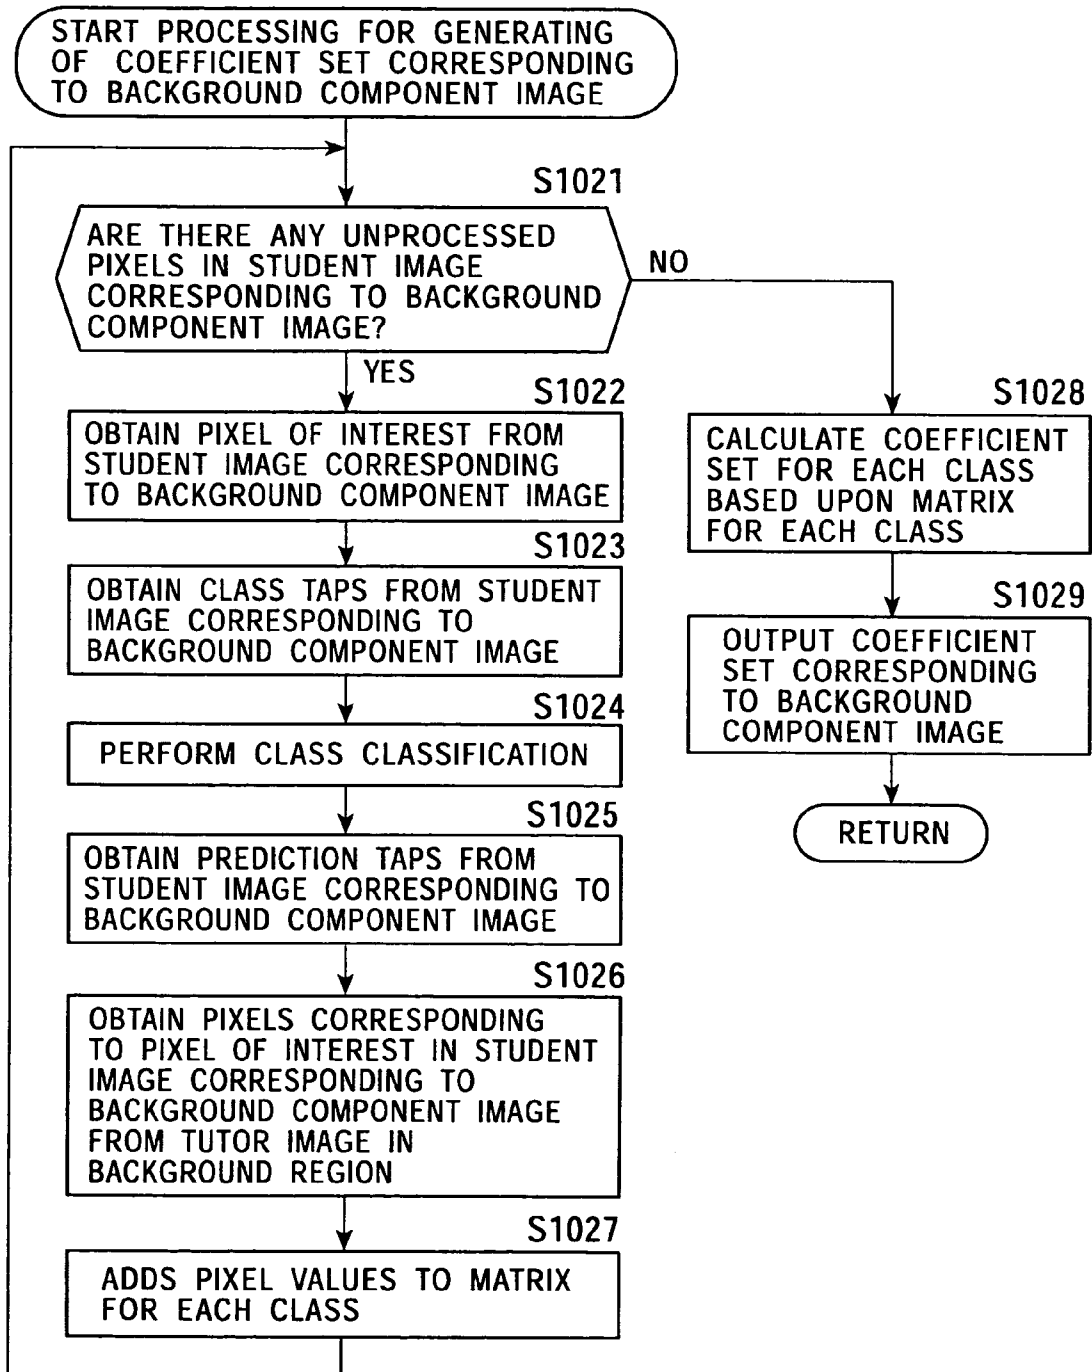 START PROCESSING FOR GENERATING
OF COEFFICIENT SET CORRESPONDING
TO BACKGROUND COMPONENT IMAGE
S1021
ARE THERE ANY UNPROCESSED
PIXELS IN STUDENT IMAGE
CORRESPONDING TO BACKGROUND
COMPONENT IMAGE?
NO
YES
S1022
OBTAIN PIXEL OF INTEREST FROM
STUDENT IMAGE CORRESPONDING
TO BACKGROUND COMPONENT IMAGE
S1023
OBTAIN CLASS TAPS FROM STUDENT
IMAGE CORRESPONDING TO
BACKGROUND COMPONENT IMAGE
S1024
PERFORM CLASS CLASSIFICATION
S1025
OBTAIN PREDICTION TAPS FROM
STUDENT IMAGE CORRESPONDING TO
BACKGROUND COMPONENT IMAGE
S1026
OBTAIN PIXELS CORRESPONDING
TO PIXEL OF INTEREST IN STUDENT
IMAGE CORRESPONDING TO
BACKGROUND COMPONENT IMAGE
FROM TUTOR IMAGE IN
BACKGROUND REGION
S1027
ADDS PIXEL VALUES TO MATRIX
FOR EACH CLASS
S1028
CALCULATE COEFFICIENT
SET FOR EACH CLASS
BASED UPON MATRIX
FOR EACH CLASS
S1029
OUTPUT COEFFICIENT
SET CORRESPONDING
TO BACKGROUND
COMPONENT IMAGE
RETURN